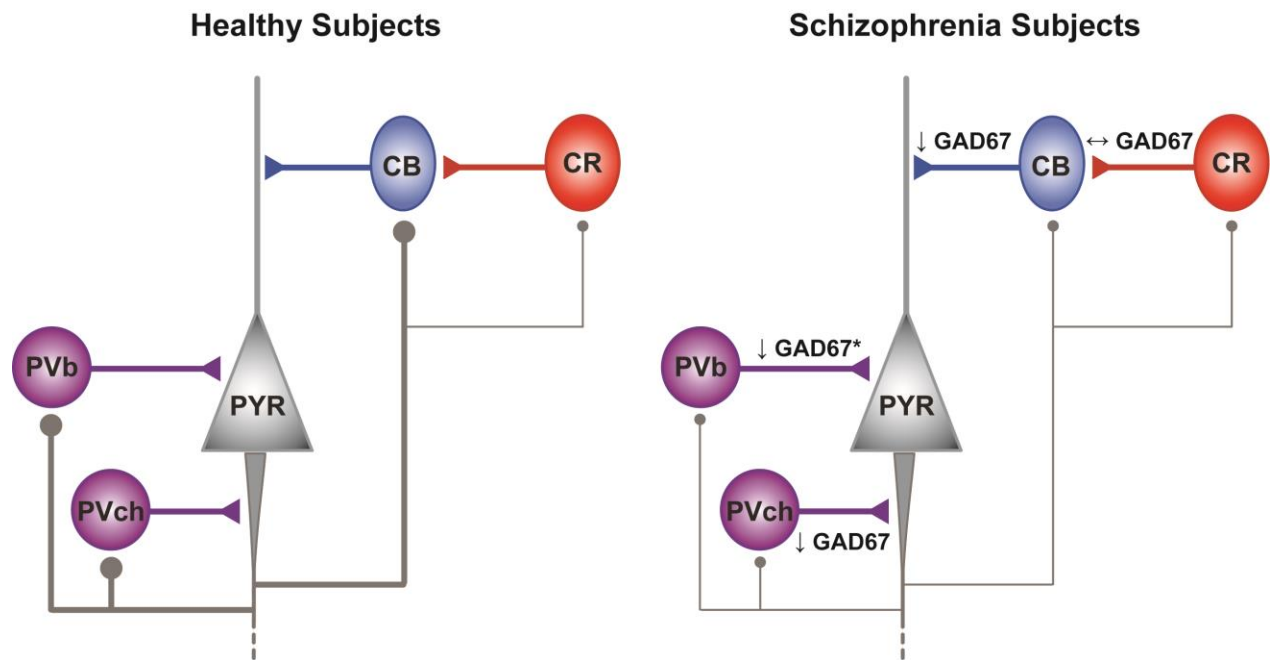 Healthy Subjects
CB
CR
PVb
PYR
PVch
Schizophrenia Subjects
↓ GAD67
↔ GAD67
CB
CR
↓ GAD67*
PVb
PYR
PVch
↓ GAD67